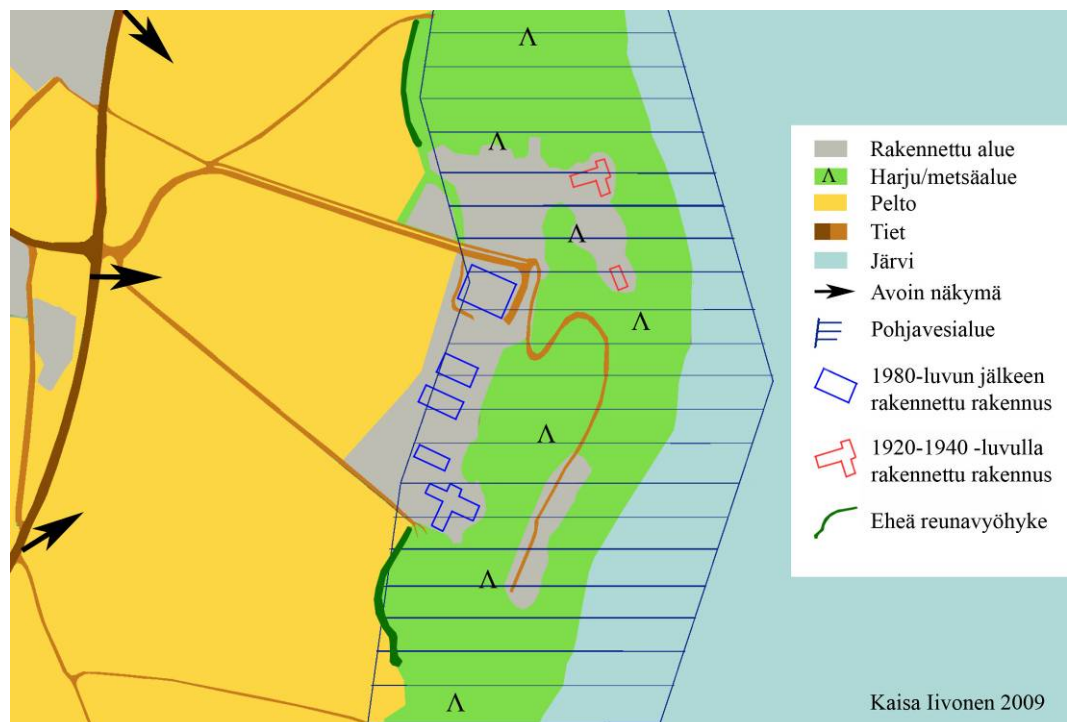 Rakennettu alue
Harju/metsäalue
Pelto
Tiet
Järvi
Avoin näkymä
Pohjavesialue
1980-luvun jälkeen
rakennettu rakennus
1920-1940 -luvulla
rakennettu rakennus
Eheä reunavyöhyke
Kaisa Iivonen 2009